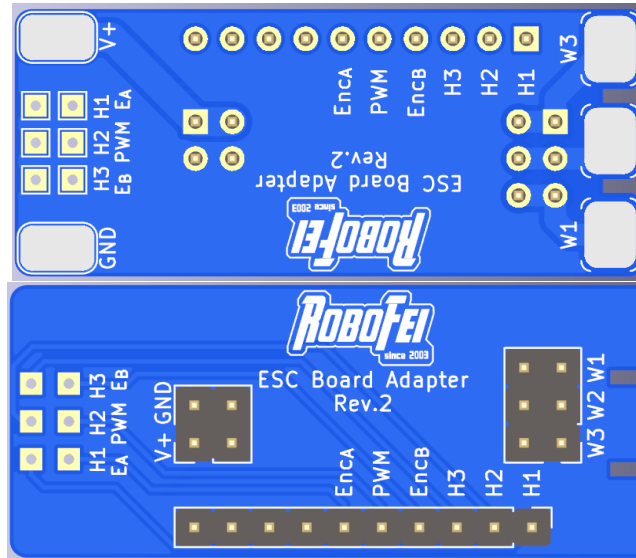 V+
W3
EncA
PWM
EncB
H3
H2
H1
H1 EA
H2 PWM
H3 EB
ESC Board Adapter
Rev.2
ROBOFEI
since 2003
GND
W1
ROBOFEI
since 2003
ESC Board Adapter
Rev.2
H3 EB
H2 PWM
H1 EA
V+ GND
W1
W2
W3
EncA
PWM
EncB
H3
H2
H1